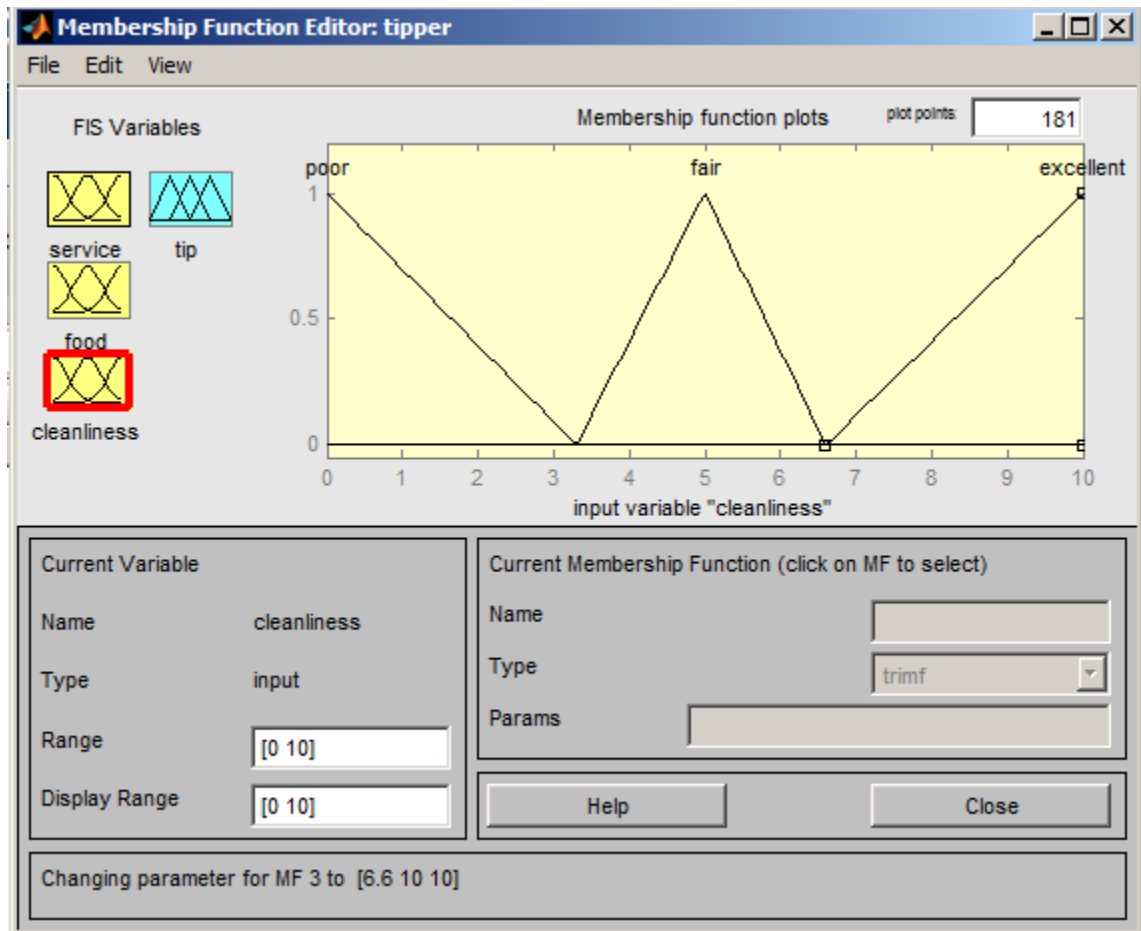 Membership Function Editor: tipper
File Edit View
FIS Variables
Membership function plots
plot points:
181
service
tip
food
cleanliness
poor
fair
excellent
1
0.5
0
0 1 2 3 4 5 6 7 8 9 10
input variable "cleanliness"
Current Variable
Name cleanliness
Type input
Range [0 10]
Display Range [0 10]
Current Membership Function (click on MF to select)
Name
Type trimf
Params
Help
Close
Changing parameter for MF 3 to [6.6 10 10]